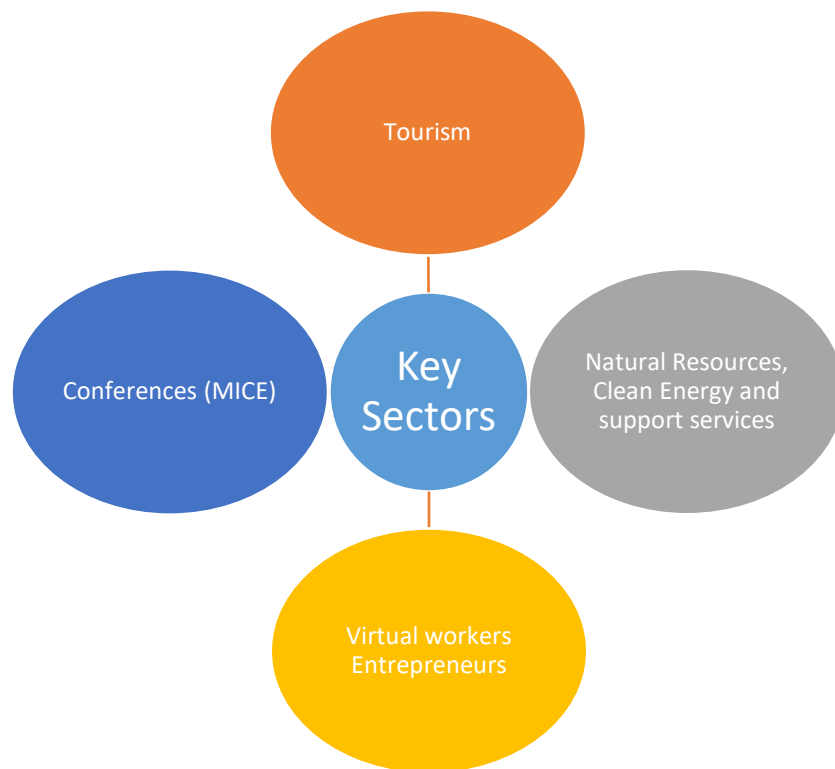 Tourism
Conferences (MICE)
Key
Sectors
Natural Resources,
Clean Energy and
support services
Virtual workers
Entrepreneurs